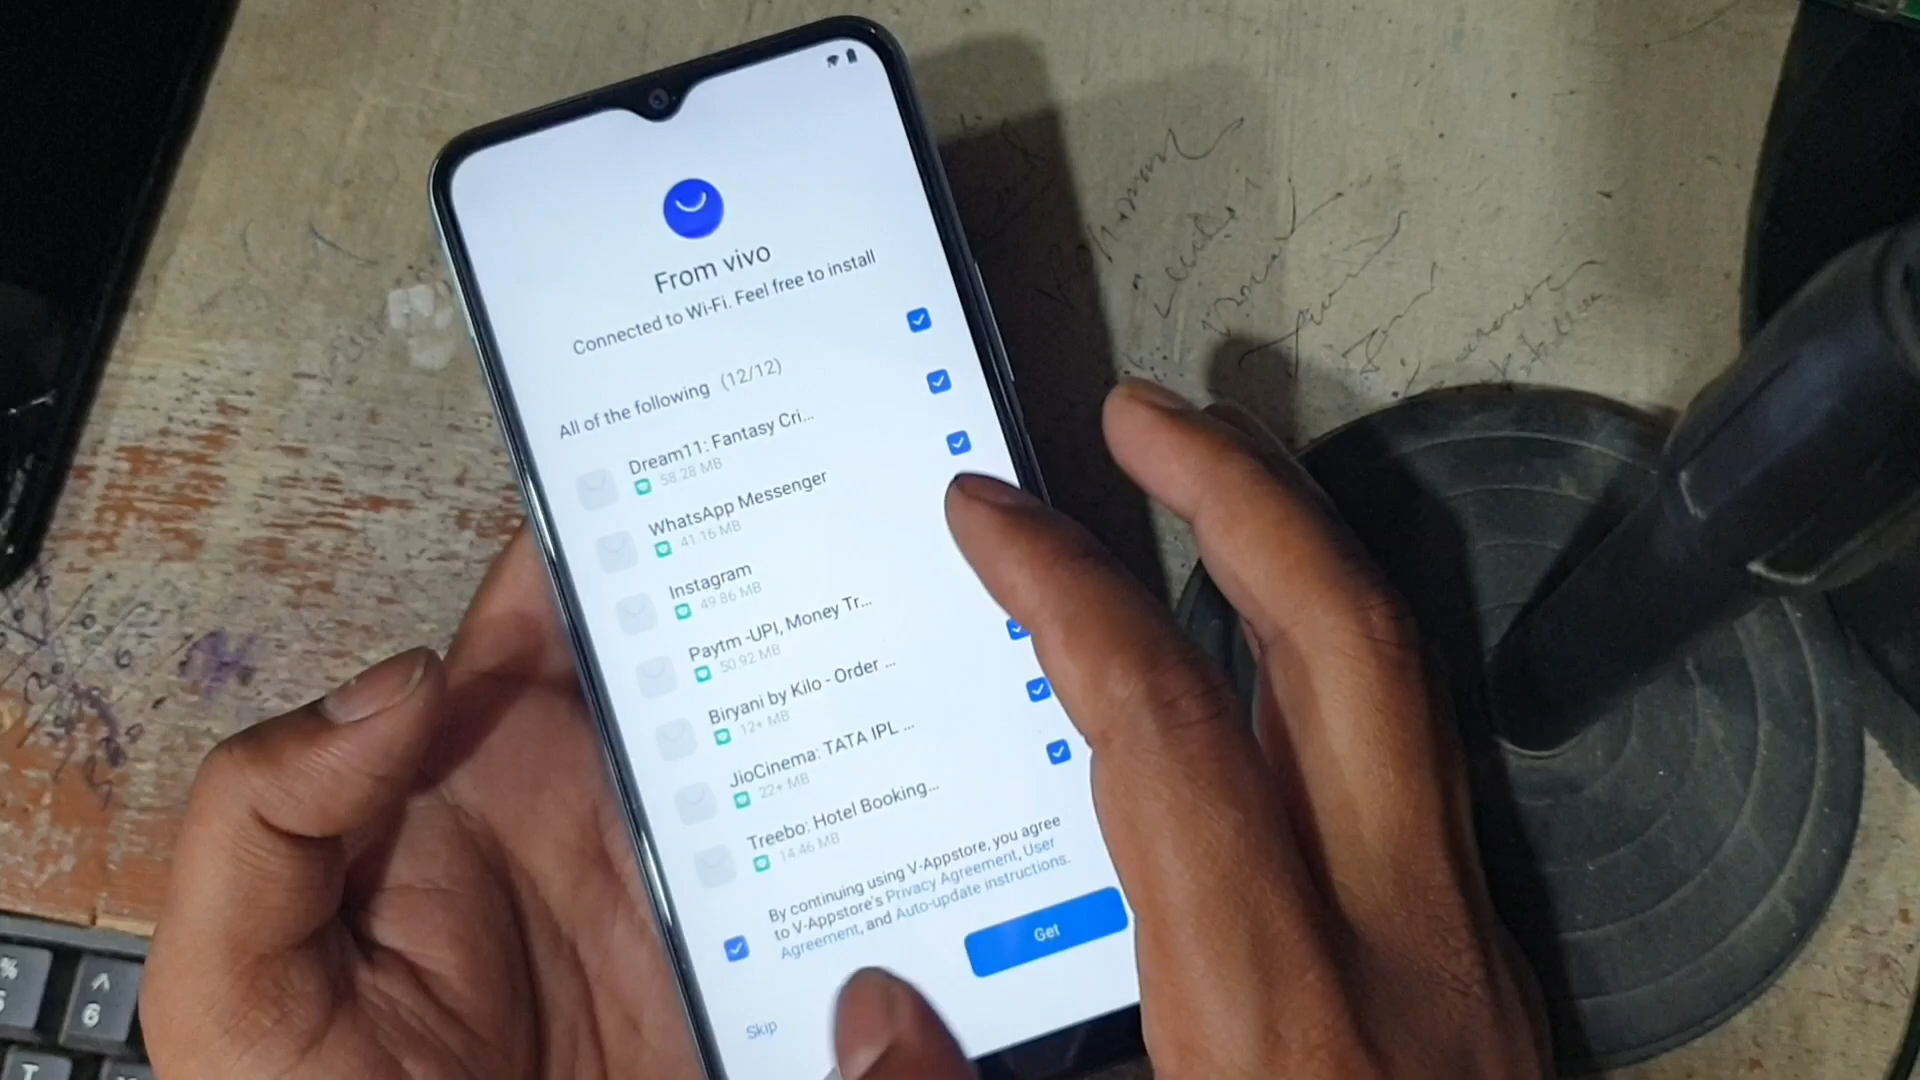 From vivo
Connected to Wi-Fi. Feel free to install
All of the following (12/12)
Dream11: Fantasy Cri...
58.28 MB
WhatsApp Messenger
41.16 MB
Instagram
49.86 MB
Paytm -UPI, Money Tr...
50.92 MB
Biryani by Kilo - Order ...
12+ MB
JioCinema: TATA IPL ...
22+ MB
Treebo: Hotel Booking...
14.46 MB
By continuing using V-Appstore, you agree
to V-Appstore's Privacy Agreement, User
Agreement, and Auto-update instructions.
Get
Skip
%
^
6
T